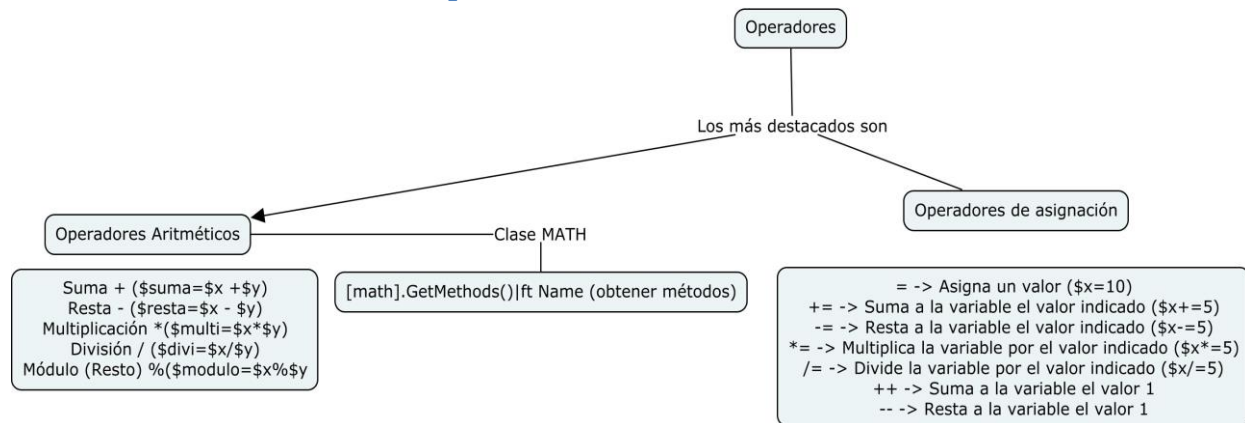 Operadores
Los más destacados son
Operadores Aritméticos
Clase MATH
Operadores de asignación
Suma + ($suma=$x +$y)
Resta - ($resta=$x - $y)
Multiplicación *($multi=$x*$y)
División / ($divi=$x/$y)
Módulo (Resto) %($modulo=$x%$y
[math].GetMethods()|ft Name (obtener métodos)
= -> Asigna un valor ($x=10)
+= -> Suma a la variable el valor indicado ($x+=5)
-= -> Resta a la variable el valor indicado ($x-=5)
*= -> Multiplica la variable por el valor indicado ($x*=5)
/= -> Divide la variable por el valor indicado ($x/=5)
++ -> Suma a la variable el valor 1
-- -> Resta a la variable el valor 1